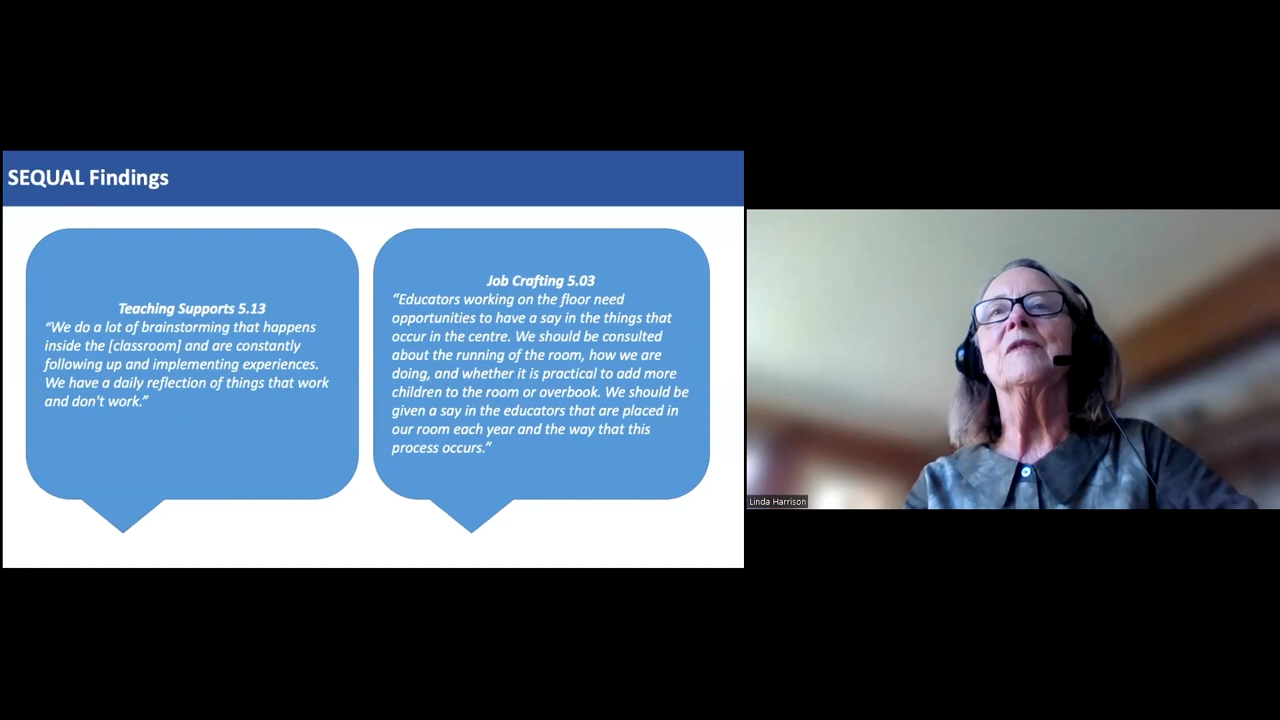 SEQUAL Findings
Teaching Supports 5.13
“We do a lot of brainstorming that happens
inside the [classroom] and are constantly
following up and implementing experiences.
We have a daily reflection of things that work
and don't work.”
Job Crafting 5.03
“Educators working on the floor need
opportunities to have a say in the things that
occur in the centre. We should be consulted
about the running of the room, how we are
doing, and whether it is practical to add more
children to the room or overbook. We should be
given a say in the educators that are placed in
our room each year and the way that this
process occurs.”
Linda Harrison